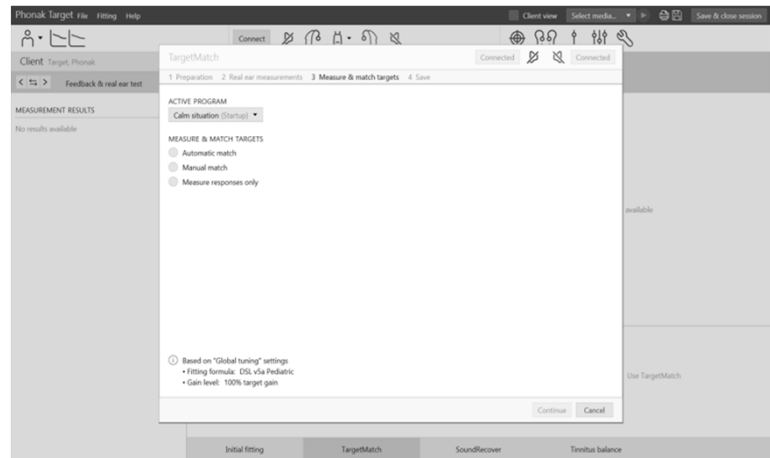 Phonak Target File Fitting Help
Client view Select media... Save & close session
Connect
Client Target, Phonak
Feedback & real ear test
MEASUREMENT RESULTS
No results available
TargetMatch
Connected Connected
1 Preparation 2 Real ear measurements 3 Measure & match targets 4 Save
ACTIVE PROGRAM
Calm situation (Startup)
MEASURE & MATCH TARGETS
Automatic match
Manual match
Measure responses only
available
Based on "Global tuning" settings
• Fitting formula: DSL v5a Pediatric
• Gain level: 100% target gain
Use TargetMatch
Continue Cancel
Initial fitting TargetMatch SoundRecover Tinnitus balance